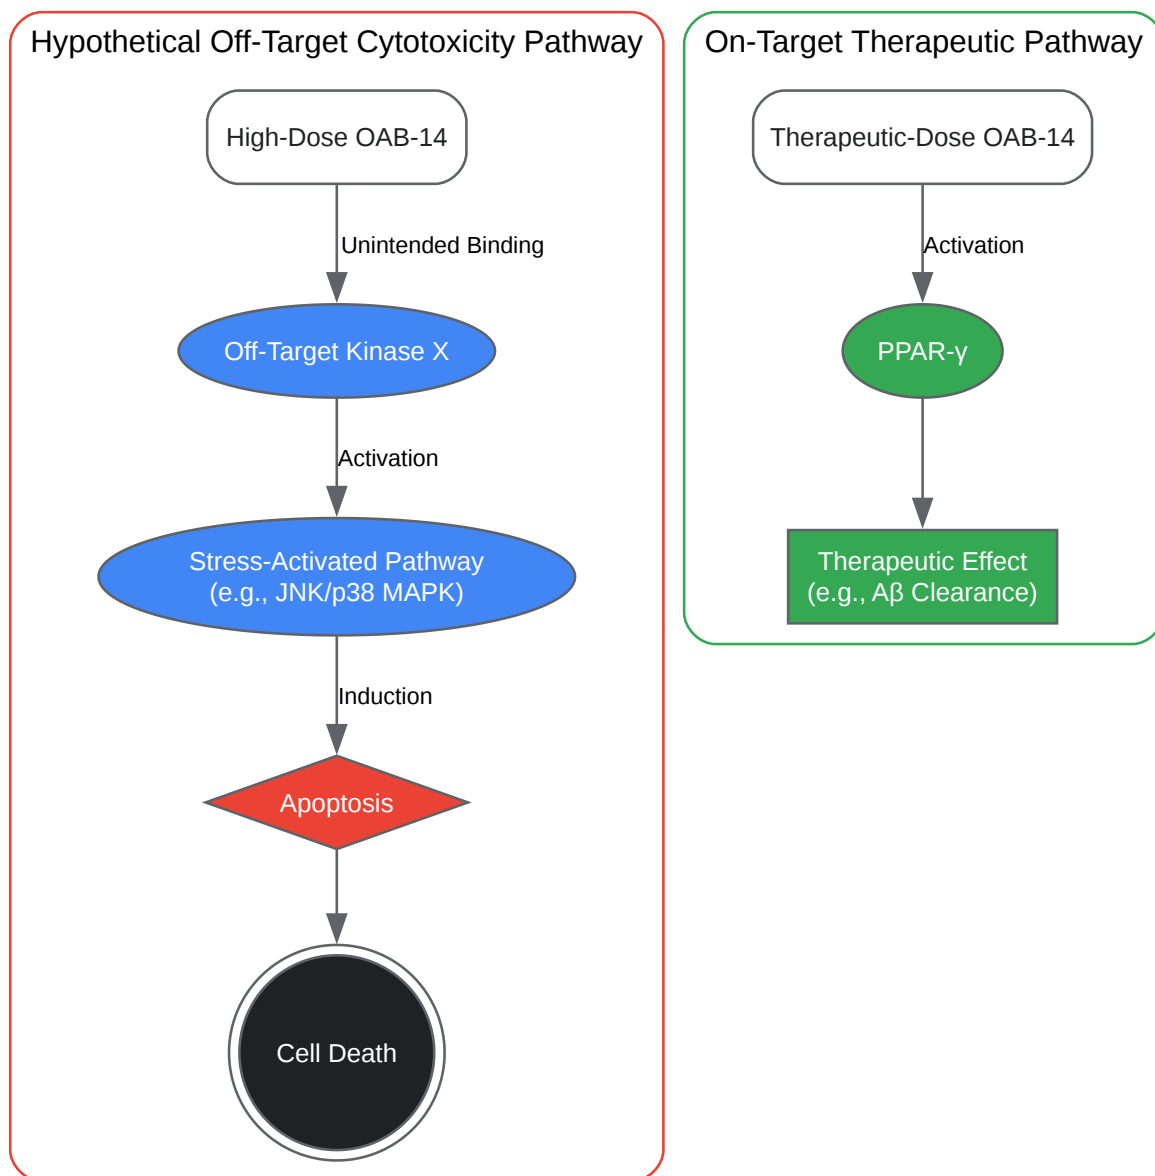 Hypothetical Off-Target Cytotoxicity Pathway
High-Dose OAB-14
Unintended Binding
Off-Target Kinase X
Activation
Stress-Activated Pathway
(e.g., JNK/p38 MAPK)
Induction
Apoptosis
Cell Death
On-Target Therapeutic Pathway
Therapeutic-Dose OAB-14
Activation
PPAR-γ
Therapeutic Effect
(e.g., Aβ Clearance)